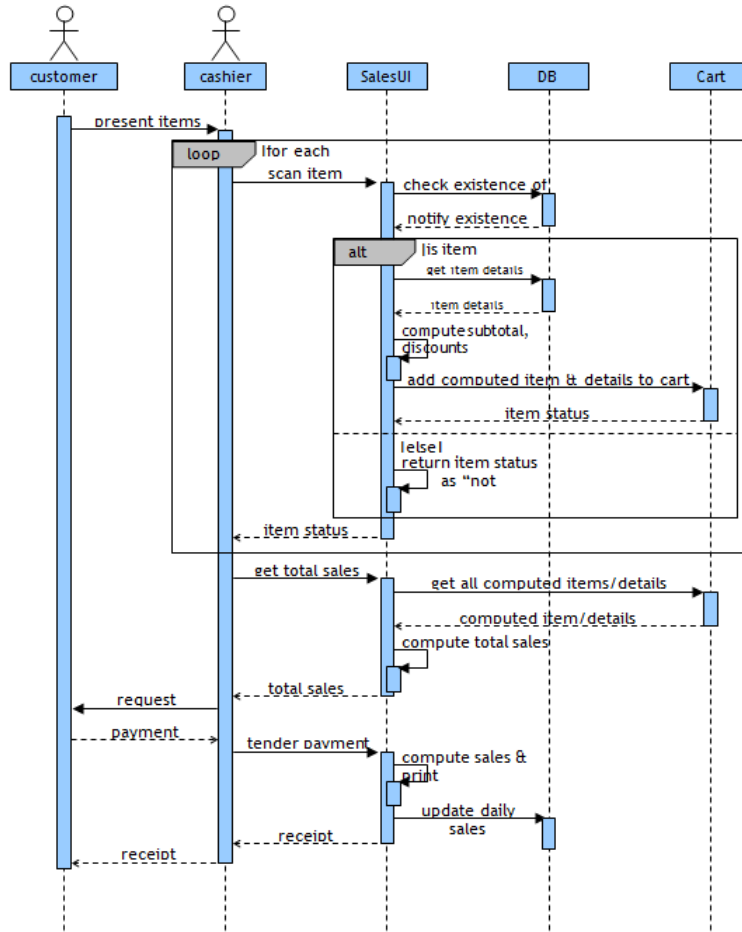 customer
cashier
SalesUI
DB
Cart
present items
loop
[for each
scan item
check existence of
notify existence
alt
[is item
get item details
item details
compute subtotal,
discounts
add computed item & details to cart
item status
[else]
return item status
as “not
item status
get total sales
get all computed items/details
computed item/details
compute total sales
total sales
request
payment
tender payment
compute sales &
print
update daily
sales
receipt
receipt